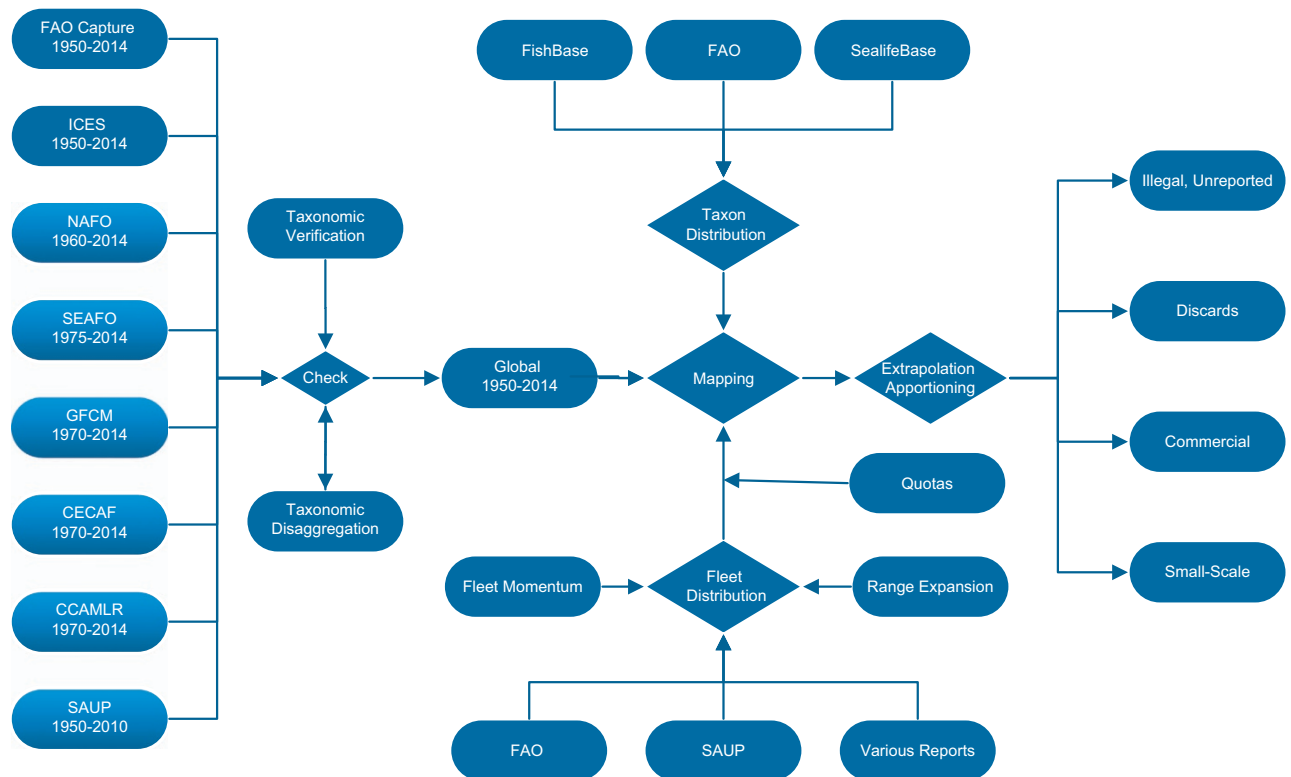 FAO Capture
1950-2014
ICES
1950-2014
NAFO
1960-2014
SEAFO
1975-2014
GFCM
1970-2014
CECAF
1970-2014
CCAMLR
1970-2014
SAUP
1950-2010
Taxonomic
Verification
Check
Taxonomic
Disaggregation
Global
1950-2014
FishBase
FAO
SealifeBase
Taxon
Distribution
Mapping
Extrapolation
Apportioning
Quotas
Fleet Momentum
Fleet
Distribution
Range Expansion
FAO
SAUP
Various Reports
Illegal, Unreported
Discards
Commercial
Small-Scale